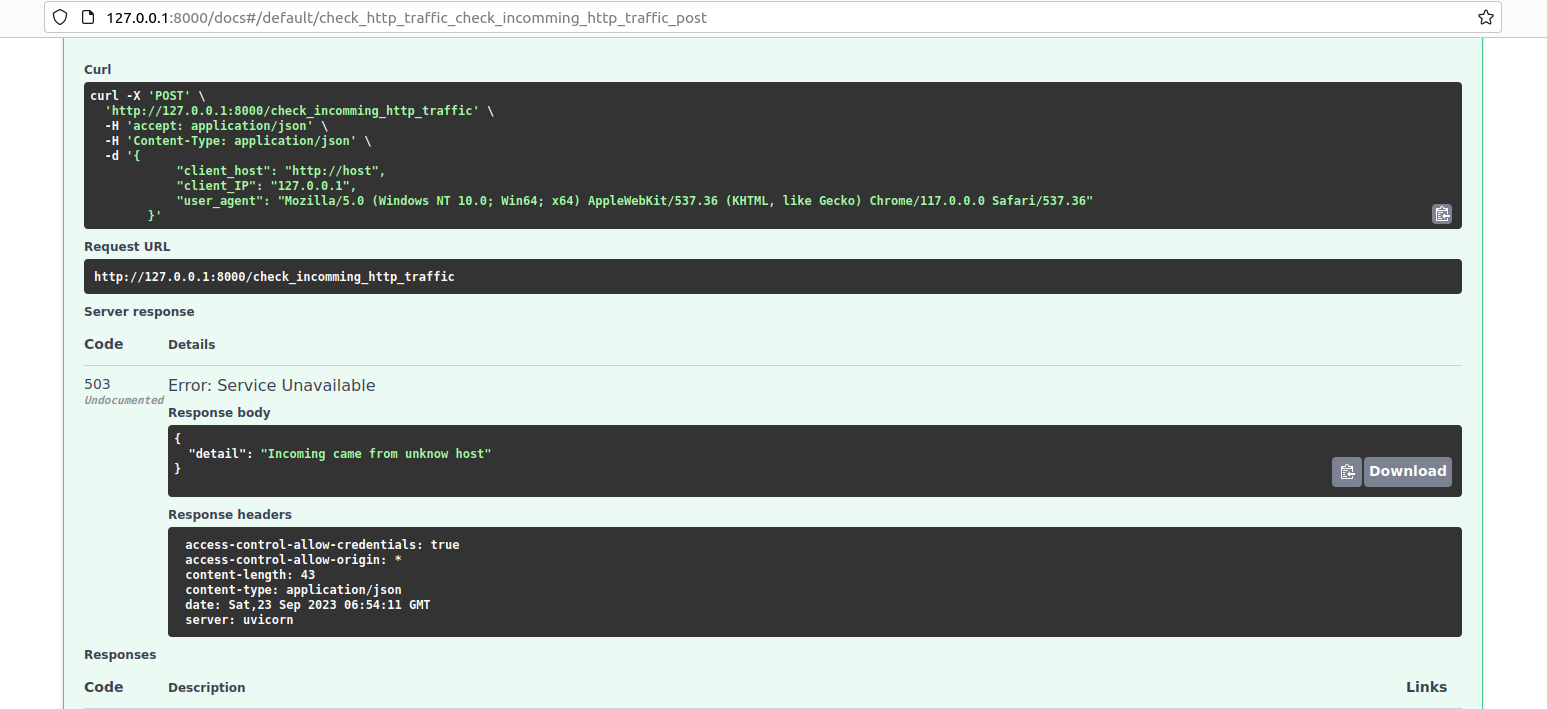 127.0.0.1:8000/docs#/default/check_http_traffic_check_incomming_http_traffic_post
Curl
curl -X 'POST' \
'http://127.0.0.1:8000/check_incomming_http_traffic' \
-H 'accept: application/json' \
-H 'Content-Type: application/json' \
-d '{
"client_host": "http://host",
"client_IP": "127.0.0.1",
"user_agent": "Mozilla/5.0 (Windows NT 10.0; Win64; x64) AppleWebKit/537.36 (KHTML, like Gecko) Chrome/117.0.0.0 Safari/537.36"
}'
Request URL
http://127.0.0.1:8000/check_incomming_http_traffic
Server response
Code Details
503 Error: Service Unavailable
Undocumented
Response body
{
"detail": "Incoming came from unknow host"
}
Download
Response headers
access-control-allow-credentials: true
access-control-allow-origin: *
content-length: 43
content-type: application/json
date: Sat,23 Sep 2023 06:54:11 GMT
server: uvicorn
Responses
Code Description Links